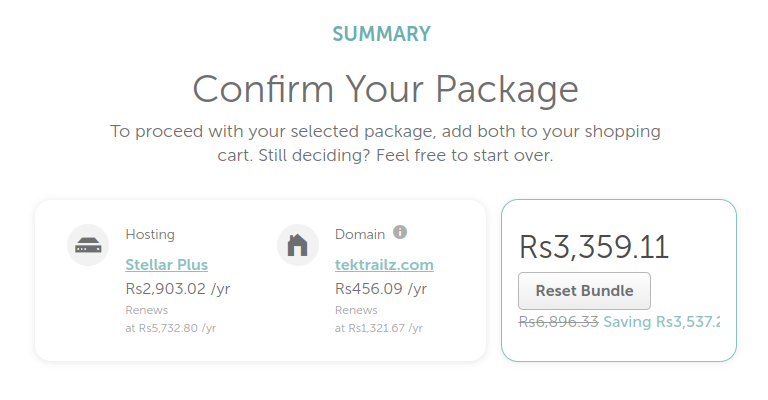 SUMMARY
Confirm Your Package
To proceed with your selected package, add both to your shopping
cart. Still deciding? Feel free to start over.
Hosting
Stellar Plus
Rs2,903.02 /yr
Renews
at Rs5,732.80 /yr
Domain
tektrailz.com
Rs456.09 /yr
Renews
at Rs1,321.67 /yr
Rs3,359.11
Reset Bundle
Rs6,896.33 Saving Rs3,537.2